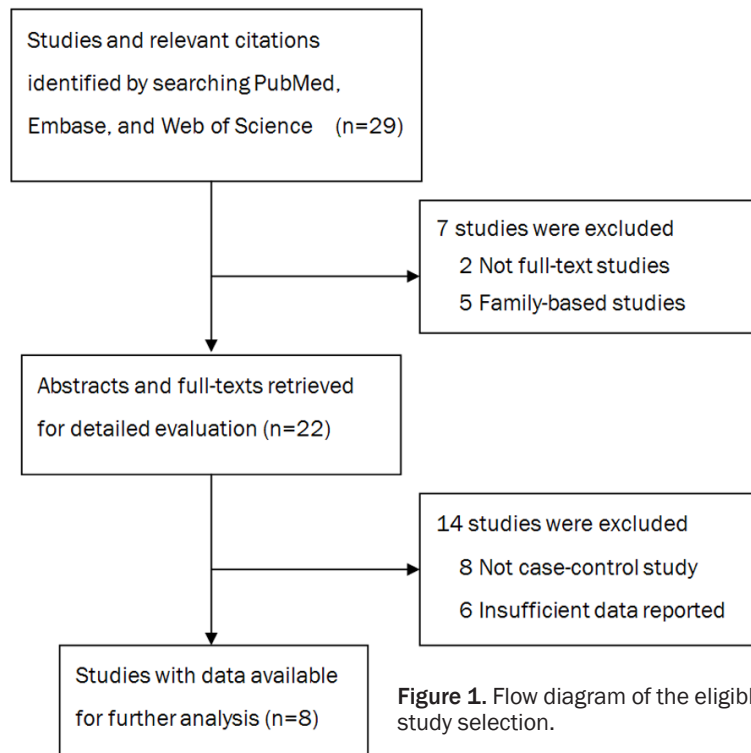 Studies and relevant citations
identified by searching PubMed,
Embase, and Web of Science (n=29)
7 studies were excluded
2 Not full-text studies
5 Family-based studies
Abstracts and full-texts retrieved
for detailed evaluation (n=22)
14 studies were excluded
8 Not case-control study
6 Insufficient data reported
Studies with data available
for further analysis (n=8)
Figure 1. Flow diagram of the eligibl
study selection.